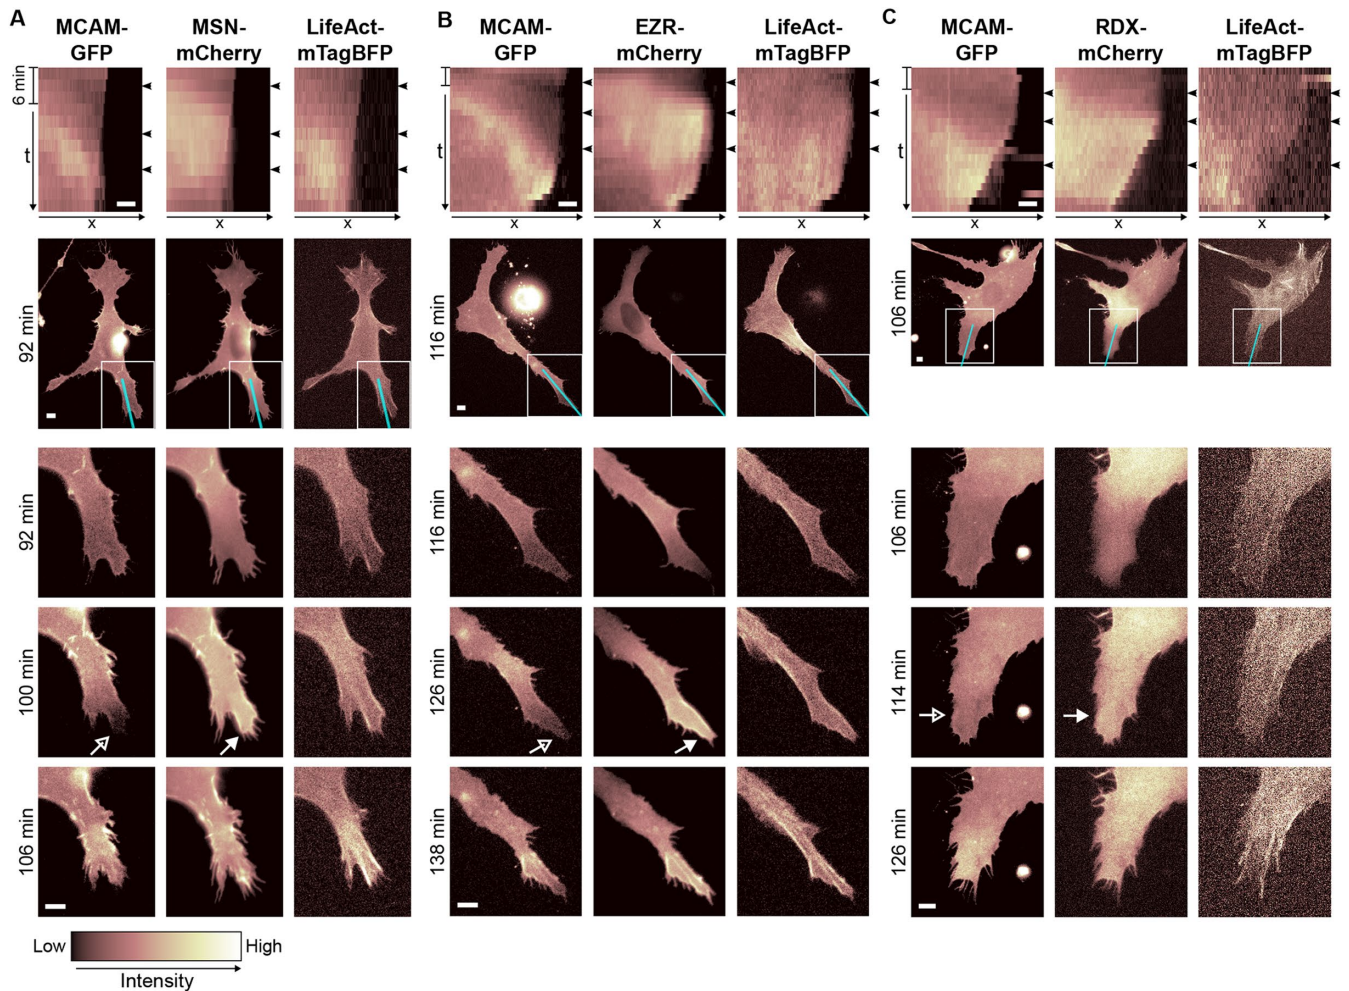 A
MCAM-
GFP
MSN-
mCherry
LifeAct-
mTagBFP
B
MCAM-
GFP
EZR-
mCherry
LifeAct-
mTagBFP
C
MCAM-
GFP
RDX-
mCherry
LifeAct-
mTagBFP
6 min
t
t
t
x
x
x
x
x
x
x
x
x
92 min
116 min
106 min
92 min
116 min
106 min
100 min
126 min
114 min
106 min
138 min
126 min
Low
High
Intensity